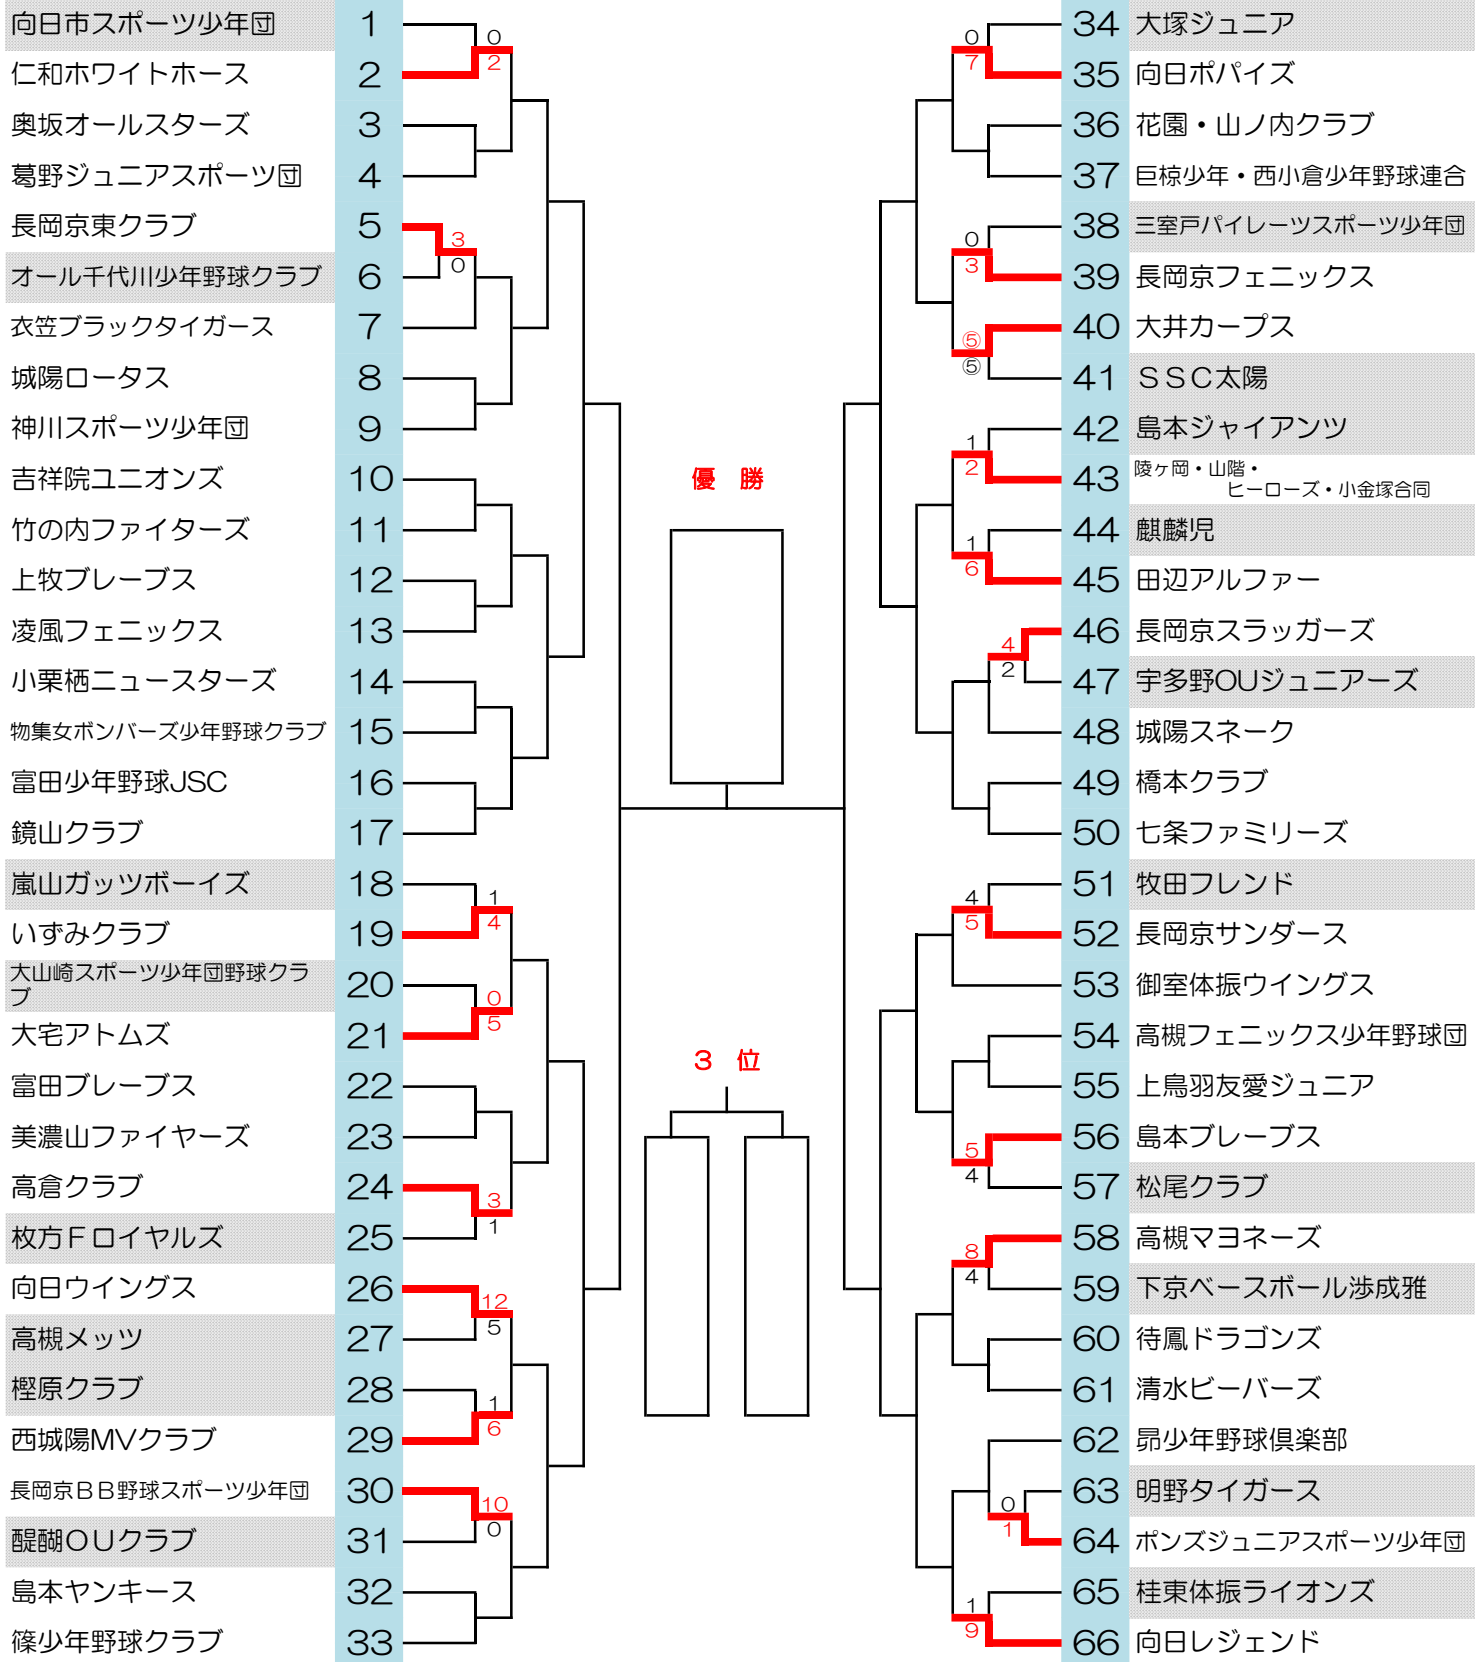 向日市スポーツ少年団 1
0
2
仁和ホワイトホース 2
奥坂オールスターズ 3
葛野ジュニアスポーツ団 4
長岡京東クラブ 5
3
0
オール千代川少年野球クラブ 6
衣笠ブラックタイガース 7
城陽ロータス 8
神川スポーツ少年団 9
吉祥院ユニオンズ 10
竹の内ファイターズ 11
上牧ブレーブス 12
凌風フェニックス 13
小栗栖ニュースターズ 14
物集女ボンバーズ少年野球クラブ 15
富田少年野球JSC 16
鏡山クラブ 17
嵐山ガッツボーイズ 18
1
4
いずみクラブ 19
大山崎スポーツ少年団野球クラ
ブ
20
0
5
大宅アトムズ 21
富田ブレーブス 22
美濃山ファイヤーズ 23
高倉クラブ 24
3
1
枚方Fロイヤルズ 25
向日ウイングス 26
12
5
高槻メッツ 27
樫原クラブ 28
1
6
西城陽MVクラブ 29
長岡京BB野球スポーツ少年団 30
10
0
醍醐OUクラブ 31
島本ヤンキース 32
篠少年野球クラブ 33
優 勝
3 位
34 大塚ジュニア
0
7
35 向日ポパイズ
36 花園・山ノ内クラブ
37 巨椋少年・西小倉少年野球連合
38 三室戸パイレーツスポーツ少年団
0
3
39 長岡京フェニックス
40 大井カープス
⑤
⑤
41 SSC太陽
42 島本ジャイアンツ
1
2
43 陵ヶ岡・山階・
ヒーローズ・小金塚合同
44 麒麟児
1
6
45 田辺アルファー
46 長岡京スラッガーズ
4
2
47 宇多野OUジュニアーズ
48 城陽スネーク
49 橋本クラブ
50 七条ファミリーズ
51 牧田フレンド
4
5
52 長岡京サンダース
53 御室体振ウイングス
54 高槻フェニックス少年野球団
55 上鳥羽友愛ジュニア
56 島本ブレーブス
5
4
57 松尾クラブ
58 高槻マヨネーズ
8
4
59 下京ベースボール渉成雅
60 待鳳ドラゴンズ
61 清水ビーバーズ
62 昴少年野球倶楽部
63 明野タイガース
0
1
64 ポンズジュニアスポーツ少年団
65 桂東体振ライオンズ
1
9
66 向日レジェンド